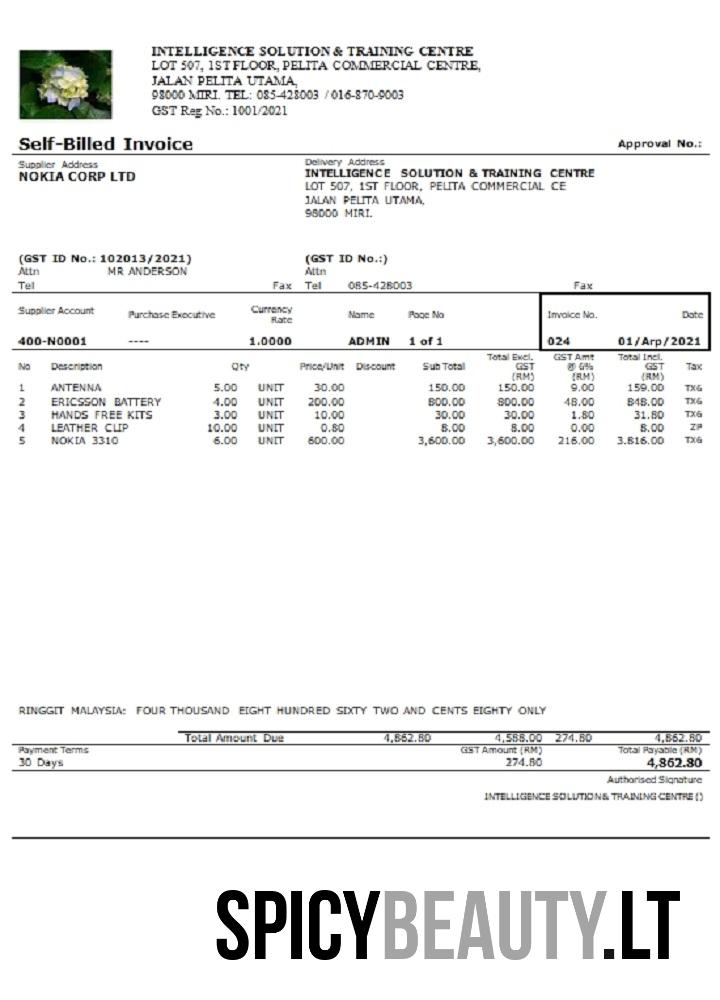 INTELLIGENCE SOLUTION & TRAINING CENTRE
LOT 507, 1ST FLOOR, PELITA COMMERCIAL CENTRE,
JALAN PELITA UTAMA,
98000 MIRI. TEL: 085-428003 / 016-870-9003
GST Reg No.: 1001/2021
Self-Billed Invoice Approval No.:
Supplier Address Delivery Address
NOKIA CORP LTD INTELLIGENCE SOLUTION & TRAINING CENTRE
LOT 507, 1ST FLOOR, PELITA COMMERCIAL CE
JALAN PELITA UTAMA,
98000 MIRI.
(GST ID No.: 102013/2021) (GST ID No.:)
Attn MR ANDERSON Attn
Tel Fax Tel 085-428003 Fax
Supplier Account Purchase Executive Currency Rate Name Page No Invoice No. Date
400-N0001 ---- 1.0000 ADMIN 1 of 1 024 01/Arp/2021
No Description Qty Price/Unit Discount Sub Total Total Excl. GST (RM) GST Amt @ 6% (RM) Total Incl. GST (RM) Tax
1 ANTENNA 5.00 UNIT 30.00 150.00 150.00 9.00 159.00 TX6
2 ERICSSON BATTERY 4.00 UNIT 200.00 800.00 800.00 48.00 848.00 TX6
3 HANDS FREE KITS 3.00 UNIT 10.00 30.00 30.00 1.80 31.80 TX6
4 LEATHER CLIP 10.00 UNIT 0.80 8.00 8.00 0.00 8.00 ZP
5 NOKIA 3310 6.00 UNIT 600.00 3,600.00 3,600.00 216.00 3.816.00 TX6
RINGGIT MALAYSIA: FOUR THOUSAND EIGHT HUNDRED SIXTY TWO AND CENTS EIGHTY ONLY
Total Amount Due 4,862.80 4,588.00 274.80 4,862.80
Payment Terms GST Amount (RM) Total Payable (RM)
30 Days 274.80 4,862.80
Authorised Signature
INTELLIGENCE SOLUTION & TRAINING CENTRE ()
SPICYBEAUTY.LT